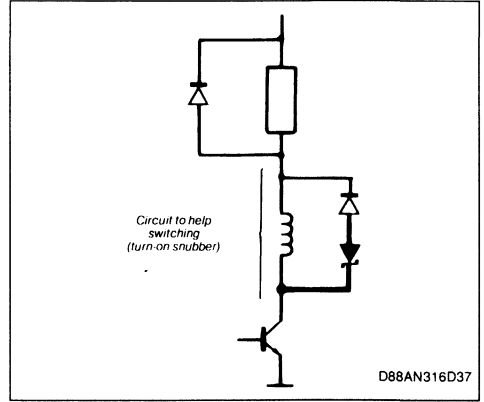 Circuit to help
switching
(turn-on snubber)
D88AN316D37